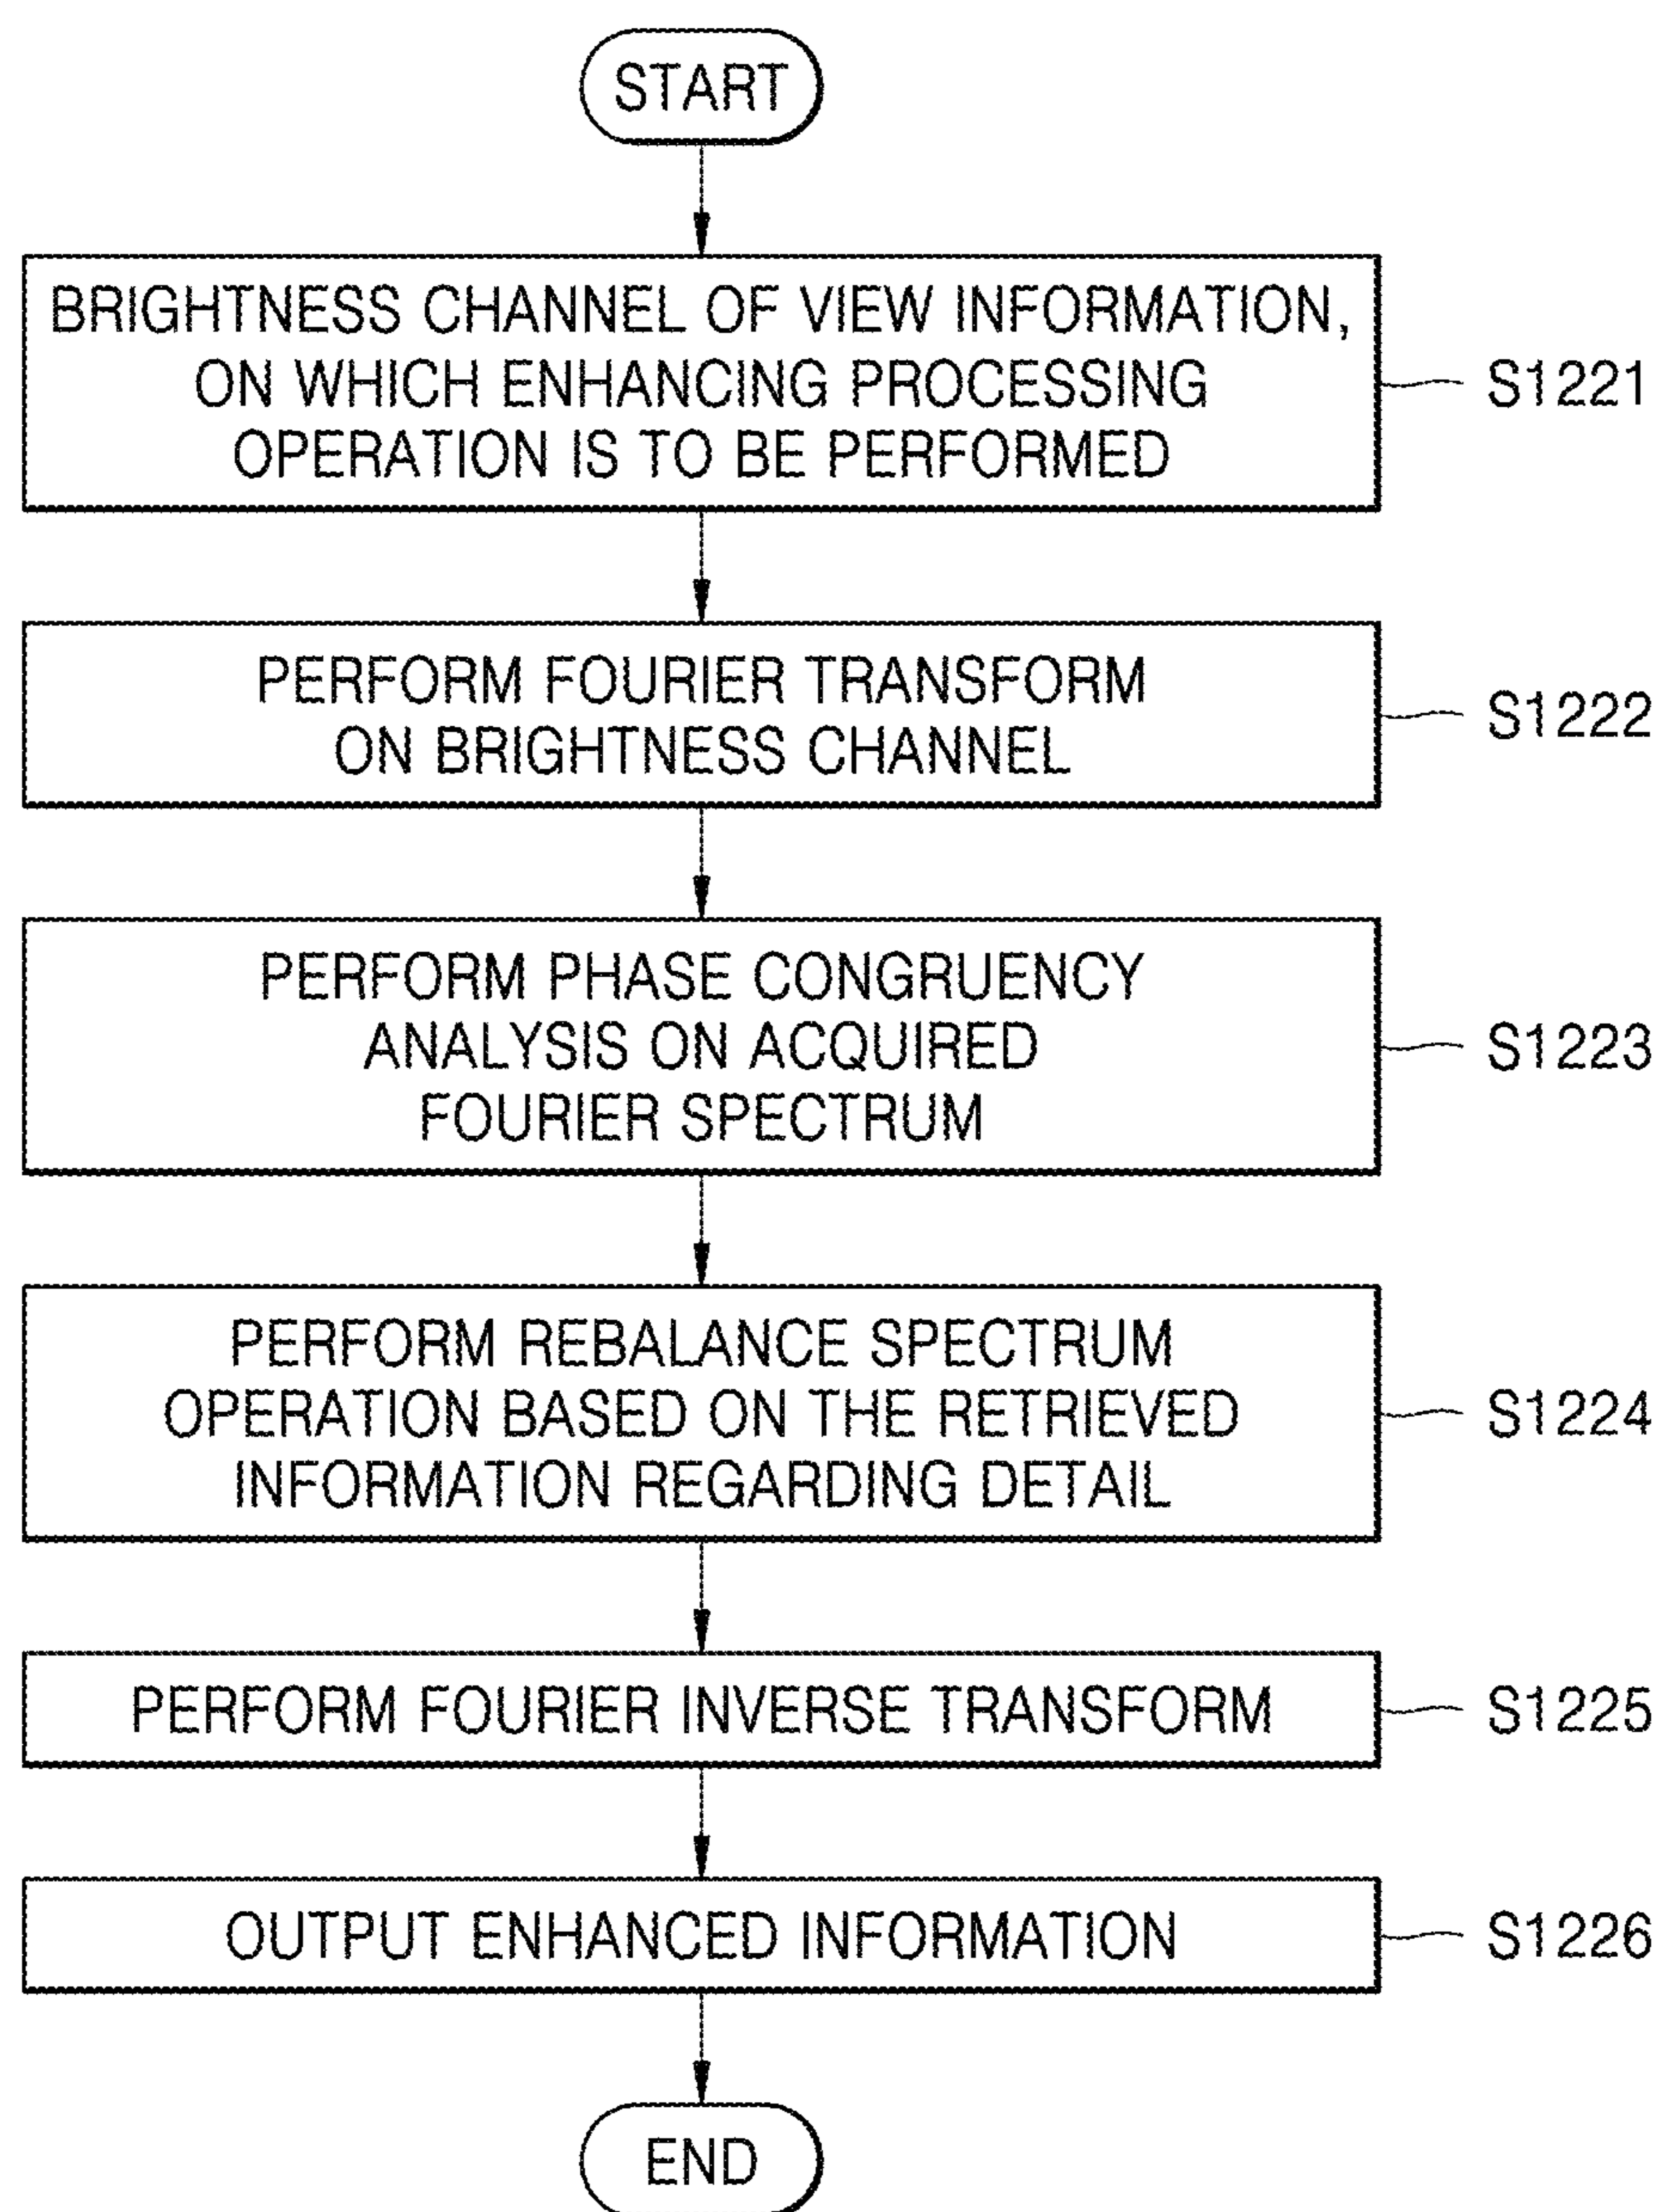 START
BRIGHTNESS CHANNEL OF VIEW INFORMATION,
ON WHICH ENHANCING PROCESSING
OPERATION IS TO BE PERFORMED
S1221
PERFORM FOURIER TRANSFORM
ON BRIGHTNESS CHANNEL
S1222
PERFORM PHASE CONGRUENCY
ANALYSIS ON ACQUIRED
FOURIER SPECTRUM
S1223
PERFORM REBALANCE SPECTRUM
OPERATION BASED ON THE RETRIEVED
INFORMATION REGARDING DETAIL
S1224
PERFORM FOURIER INVERSE TRANSFORM
S1225
OUTPUT ENHANCED INFORMATION
S1226
END